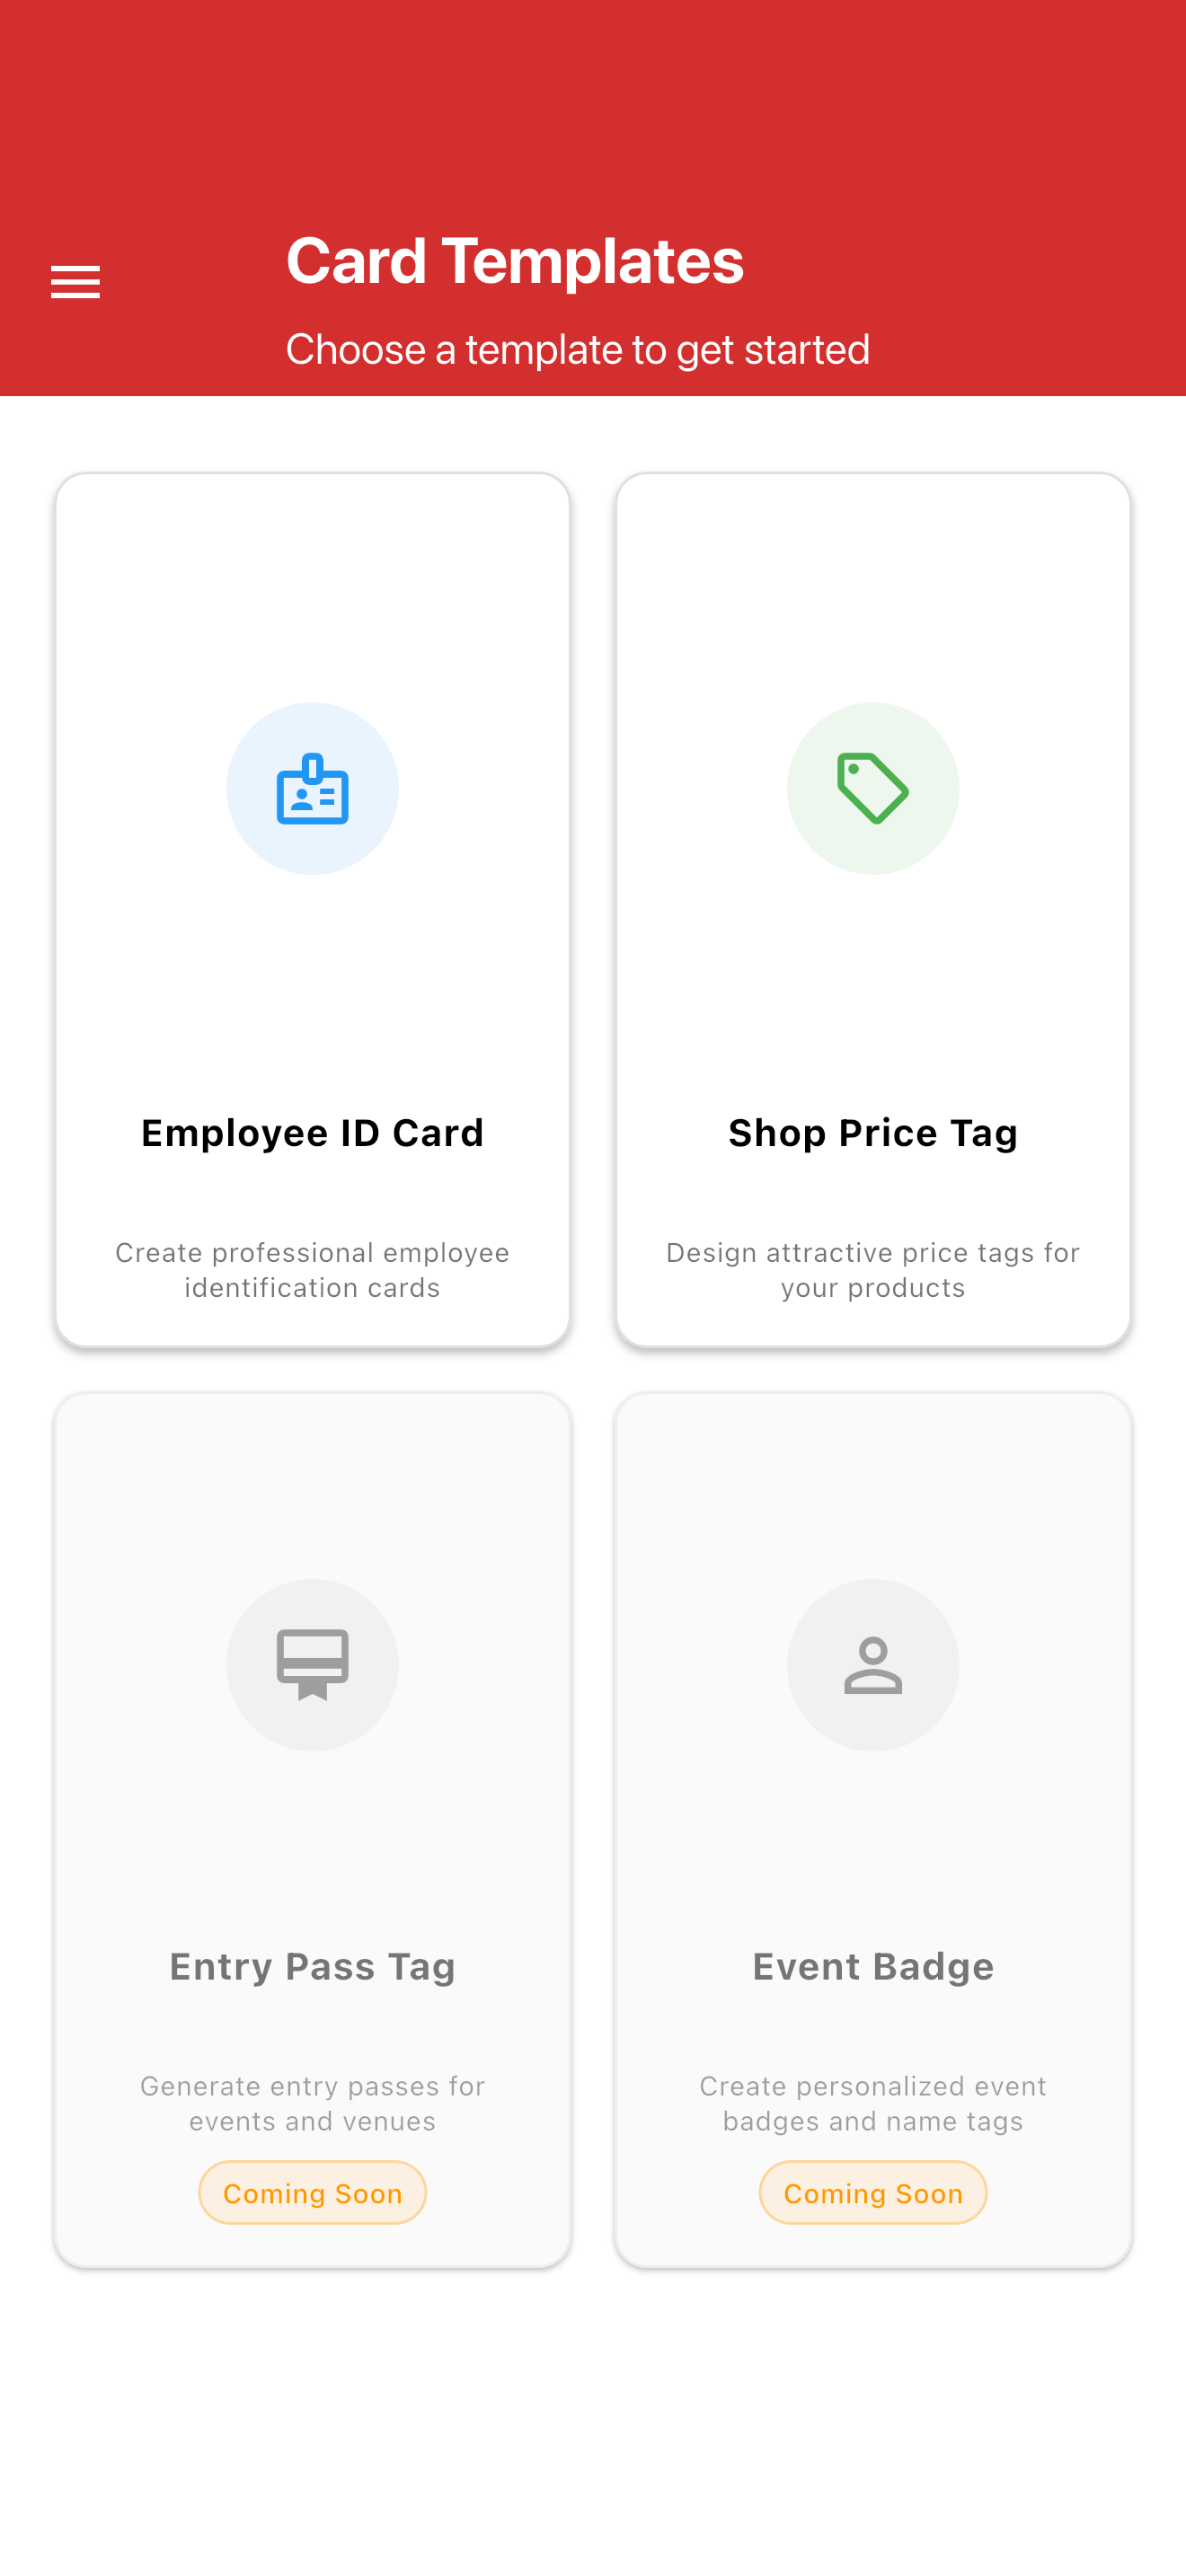 Card Templates
Choose a template to get started
Employee ID Card
Create professional employee
identification cards
Shop Price Tag
Design attractive price tags for
your products
Entry Pass Tag
Generate entry passes for
events and venues
Coming Soon
Event Badge
Create personalized event
badges and name tags
Coming Soon